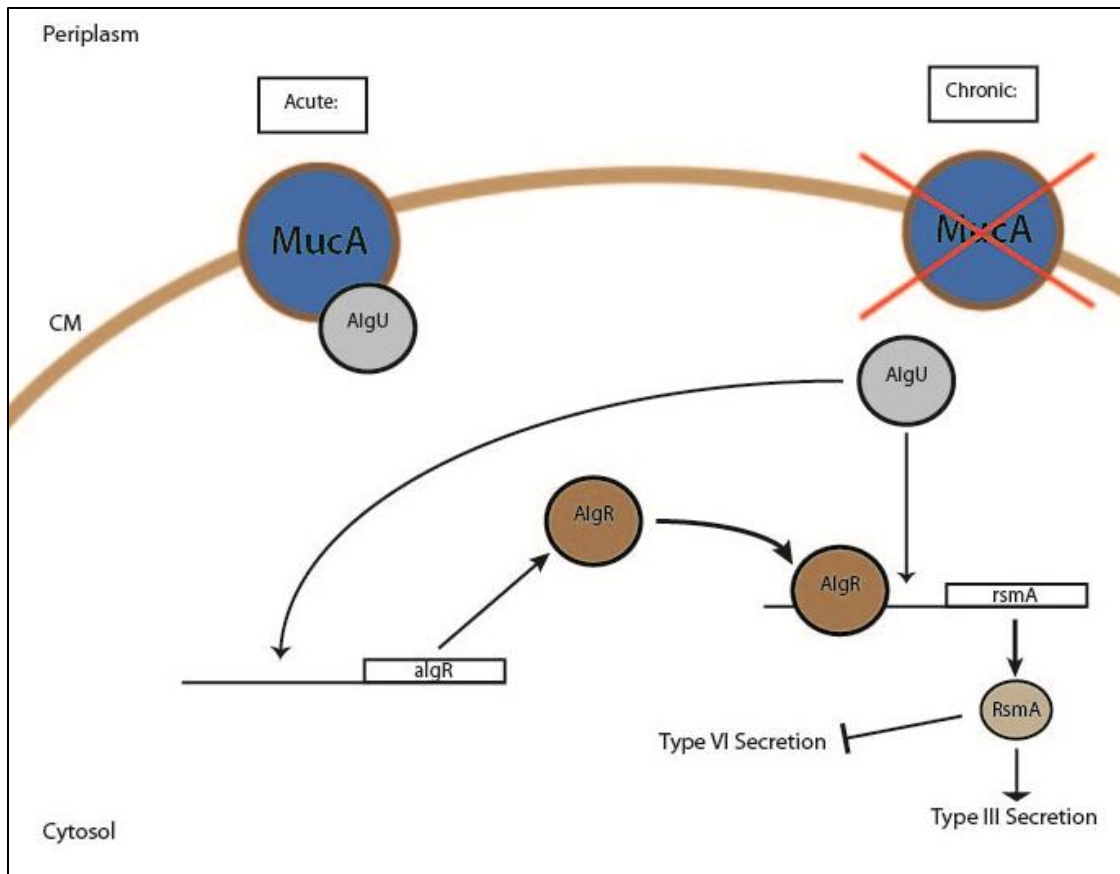 Periplasm
Acute:
Chronic:
MucA
MucA
CM
AlgU
AlgU
AlgR
AlgR
rsmA
algR
RsmA
Type VI Secretion
Type III Secretion
Cytosol